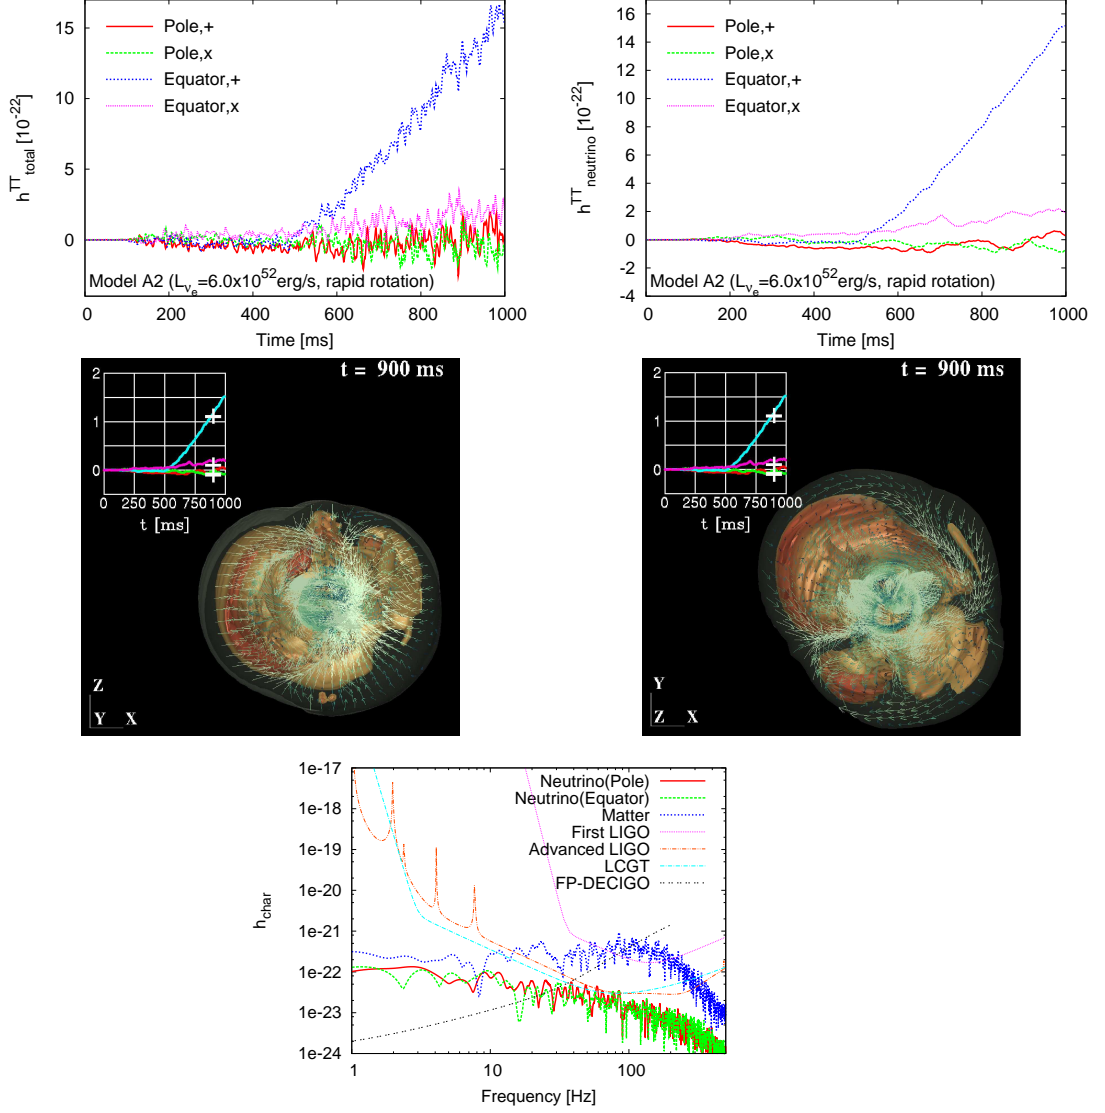 Pole,+
Pole,x
Equator,+
Equator,x
15
10
5
0
h^TT_total [10^-22]
Model A2 (L_νe=6.0x10^52erg/s, rapid rotation)
0 200 400 600 800 1000
Time [ms]
Pole,+
Pole,x
Equator,+
Equator,x
16
14
12
10
8
6
4
2
0
-2
-4
h^TT_neutrino [10^-22]
Model A2 (L_νe=6.0x10^52erg/s, rapid rotation)
0 200 400 600 800 1000
Time [ms]
t = 900 ms
2
1
0
0 250 500 750 1000
t [ms]
Z
Y X
t = 900 ms
2
1
0
0 250 500 750 1000
t [ms]
Y
Z X
1e-17
1e-18
1e-19
1e-20
1e-21
1e-22
1e-23
1e-24
h_char
Neutrino(Pole)
Neutrino(Equator)
Matter
First LIGO
Advanced LIGO
LCGT
FP-DECIGO
1 10 100
Frequency [Hz]